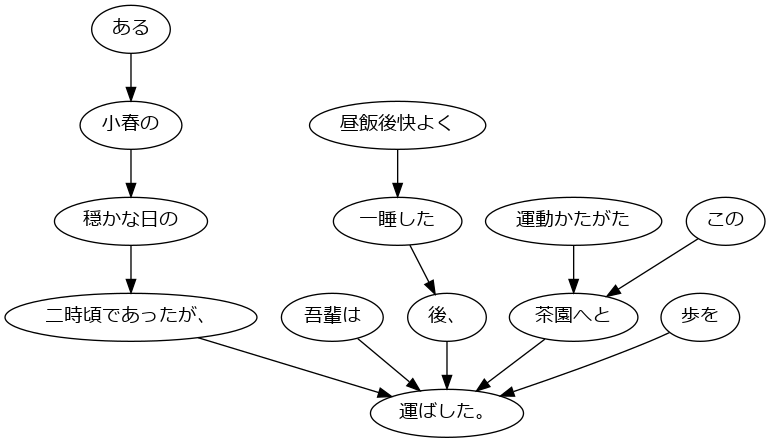 ある
小春の
昼飯後快よく
穏かな日の
一睡した
運動かたがた
この
二時頃であったが、
吾輩は
後、
茶園へと
歩を
運ばした。